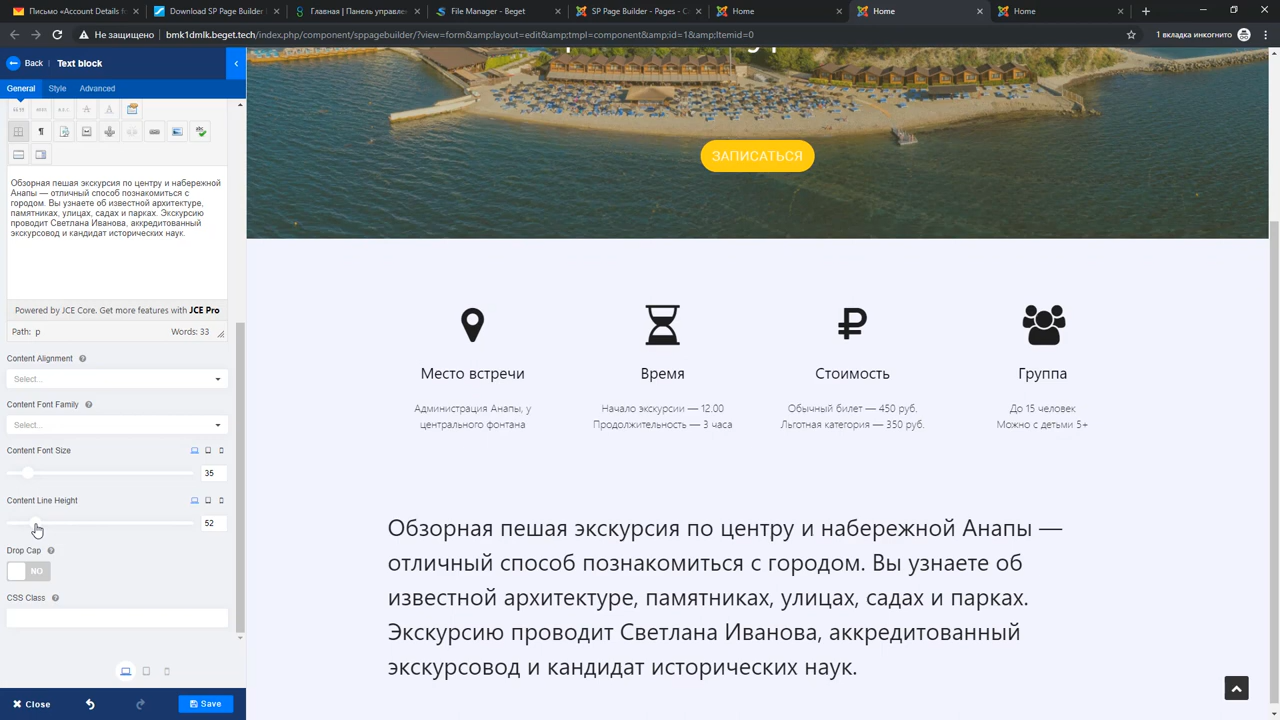 Письмо «Account Details
Download SP Page Builder
Главная | Панель управле
File Manager - Beget
SP Page Builder - Pages - С
Home
Home
Home
Не защищено
bmk1dmlk.beget.tech/index.php/component/sppagebuilder/?view=form&amp;layout=edit&amp;tmpl=component&amp;id=1&amp;Itemid=0
1 вкладка инкогнито
Back
Text block
General
Style
Advanced
Обзорная пешая экскурсия по центру и набережной
Анапы — отличный способ познакомиться с
городом. Вы узнаете об известной архитектуре,
памятниках, улицах, садах и парках. Экскурсию
проводит Светлана Иванова, аккредитованный
экскурсовод и кандидат исторических наук.
Powered by JCE Core. Get more features with JCE Pro
Path: p
Words: 33
Content Alignment
Select...
Content Font Family
Select...
Content Font Size
35
Content Line Height
52
Drop Cap
NO
CSS Class
Close
Save
ЗАПИСАТЬСЯ
Место встречи
Администрация Анапы, у
центрального фонтана
Время
Начало экскурсии — 12.00
Продолжительность — 3 часа
Стоимость
Обычный билет — 450 руб.
Льготная категория — 350 руб.
Группа
До 15 человек
Можно с детьми 5+
Обзорная пешая экскурсия по центру и набережной Анапы —
отличный способ познакомиться с городом. Вы узнаете об
известной архитектуре, памятниках, улицах, садах и парках.
Экскурсию проводит Светлана Иванова, аккредитованный
экскурсовод и кандидат исторических наук.